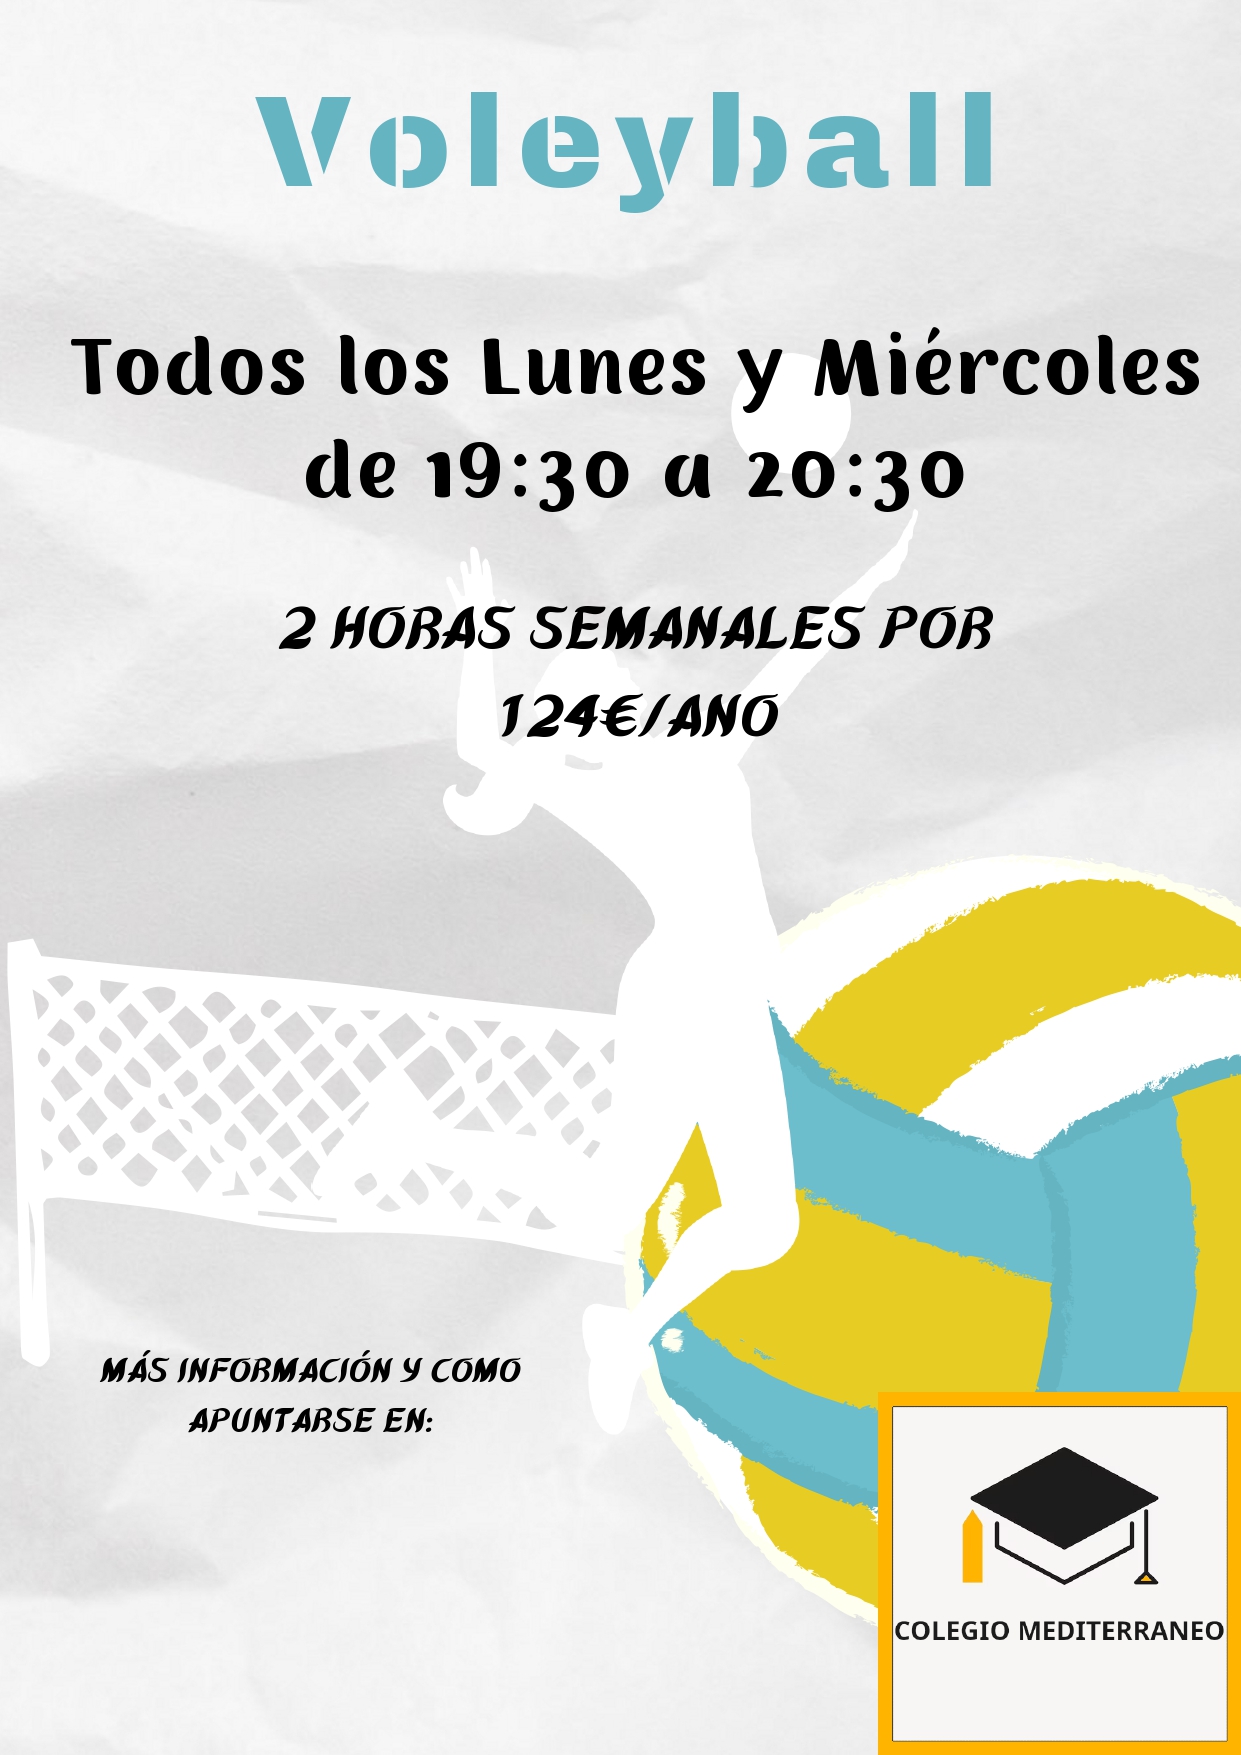 Voleyball
Todos los Lunes y Miércoles
de 19:30 a 20:30
2 HORAS SEMANALES POR
124€/ANO
MÁS INFORMACIÓN Y COMO
APUNTARSE EN:
COLEGIO MEDITERRANEO